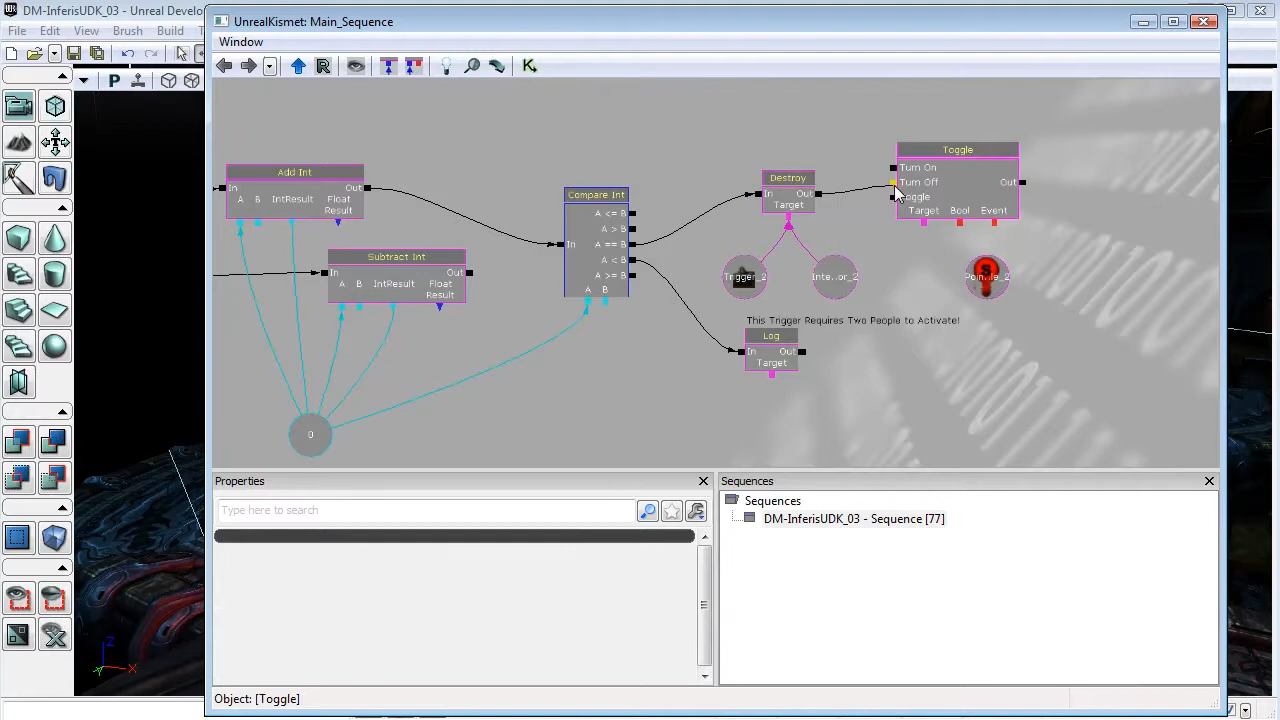 DM-InferisUDK_03 - Unreal Develo
File Edit View Brush Build
UnrealKismet: Main_Sequence
Window
Add Int
In Out
A B IntResult Float
Result
Subtract Int
In Out
A B IntResult Float
Result
0
Compare Int
A <= B
A > B
In A == B
A < B
A >= B
A B
Destroy
In Out
Target
Trigger_2
Inte..or_2
Toggle
Turn On
Turn Off Out
Target Bool Event
This Trigger Requires Two People to Activate!
Log
In Out
Target
Properties
Type here to search
Sequences
Sequences
DM-InferisUDK_03 - Sequence [77]
Object: [Toggle]
Z
X
Y